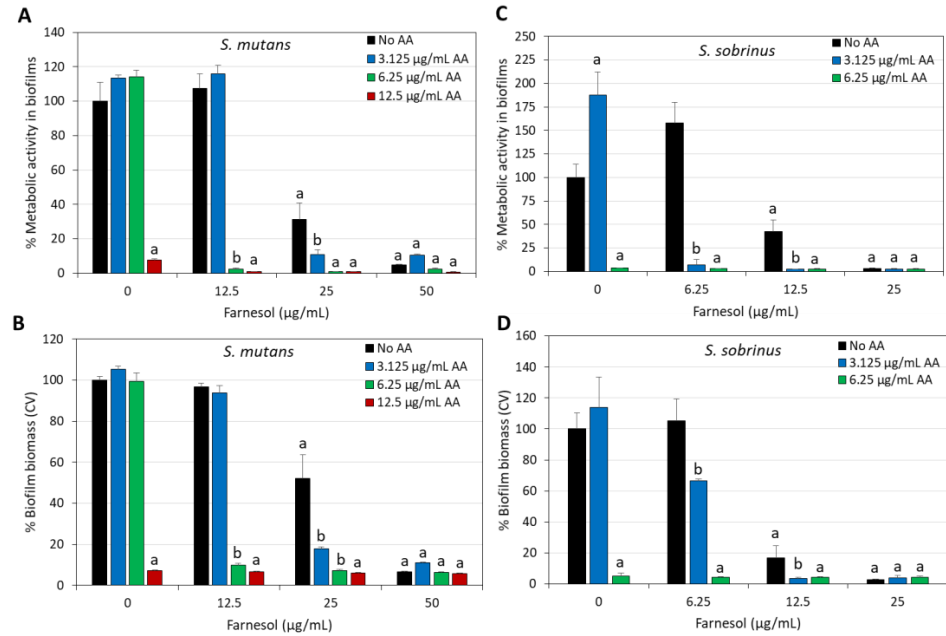 A
% Metabolic activity in biofilms
120
100
80
60
40
20
0
S. mutans
No AA
3.125 µg/mL AA
6.25 µg/mL AA
12.5 µg/mL AA
a
b
a
a
b
a
a
a
a
a
a
0
12.5
25
50
Farnesol (µg/mL)
B
% Biofilm biomass (CV)
120
100
80
60
40
20
0
S. mutans
No AA
3.125 µg/mL AA
6.25 µg/mL AA
12.5 µg/mL AA
a
b
a
a
b
b
a
a
a
a
a
0
12.5
25
50
Farnesol (µg/mL)
C
% Metabolic activity in biofilms
250
225
200
175
150
125
100
75
50
25
0
S. sobrinus
No AA
3.125 µg/mL AA
6.25 µg/mL AA
a
a
b
a
a
b
a
a
a
a
0
6.25
12.5
25
Farnesol (µg/mL)
D
% Biofilm biomass (CV)
160
140
120
100
80
60
40
20
0
S. sobrinus
No AA
3.125 µg/mL AA
6.25 µg/mL AA
a
b
a
a
b
a
a
a
a
0
6.25
12.5
25
Farnesol (µg/mL)